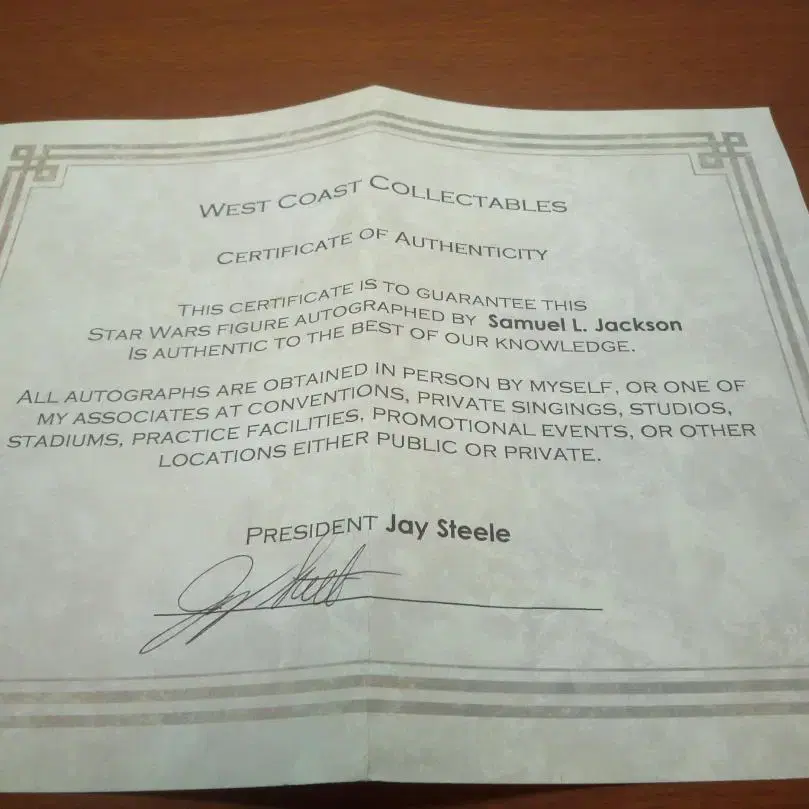 West Coast Collectables
Certificate of Authenticity
This certificate is to guarantee this
Star Wars figure autographed by Samuel L. Jackson
Is authentic to the best of our knowledge.
All autographs are obtained in person by myself, or one of
my associates at conventions, private singings, studios,
stadiums, practice facilities, promotional events, or other
locations either public or private.
President Jay Steele
Jay Steele